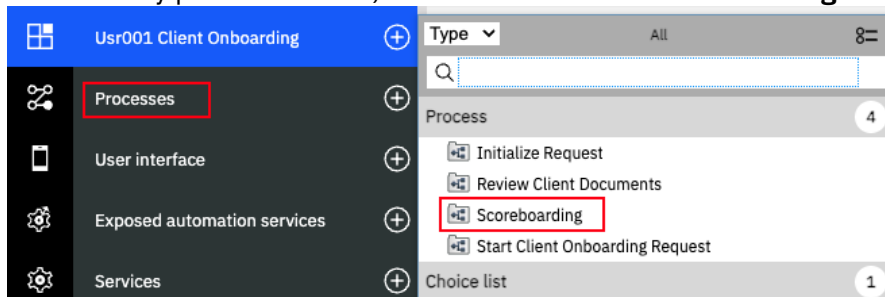 Usr001 Client Onboarding
Processes
User interface
Exposed automation services
Services
Type
All
Process
4
Initialize Request
Review Client Documents
Scoreboarding
Start Client Onboarding Request
Choice list
1